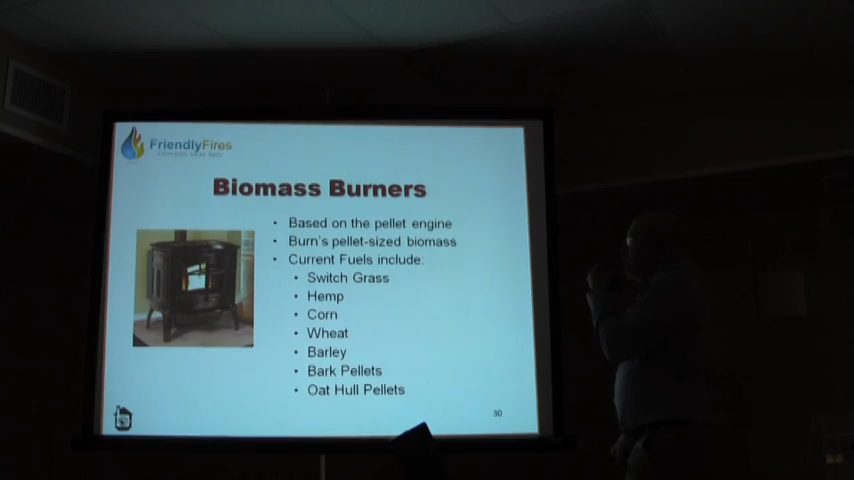 FriendlyFires
Biomass Burners
• Based on the pellet engine
• Burn's pellet-sized biomass
• Current Fuels include:
• Switch Grass
• Hemp
• Corn
• Wheat
• Barley
• Bark Pellets
• Oat Hull Pellets
30